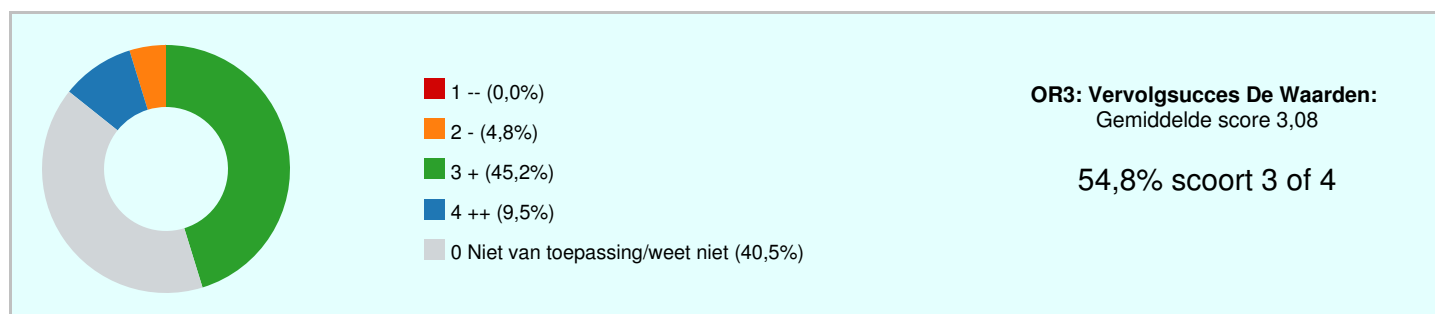 1 -- (0,0%)
2 - (4,8%)
3 + (45,2%)
4 ++ (9,5%)
0 Niet van toepassing/weet niet (40,5%)
OR3: Vervolgsucces De Waarden:
Gemiddelde score 3,08
54,8% scoort 3 of 4